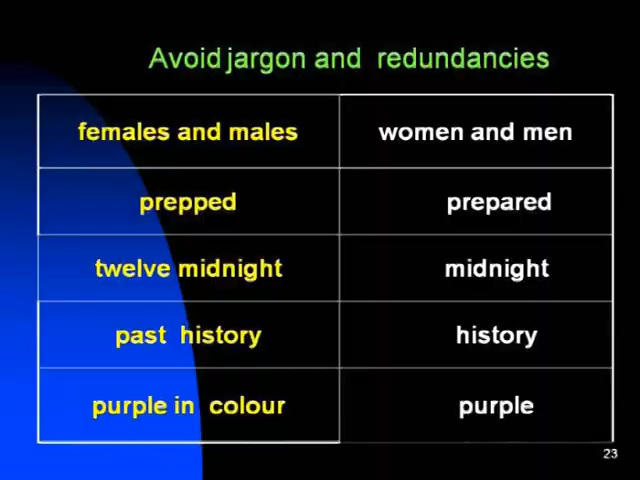 Avoid jargon and redundancies
females and males women and men
prepped prepared
twelve midnight midnight
past history history
purple in colour purple
23